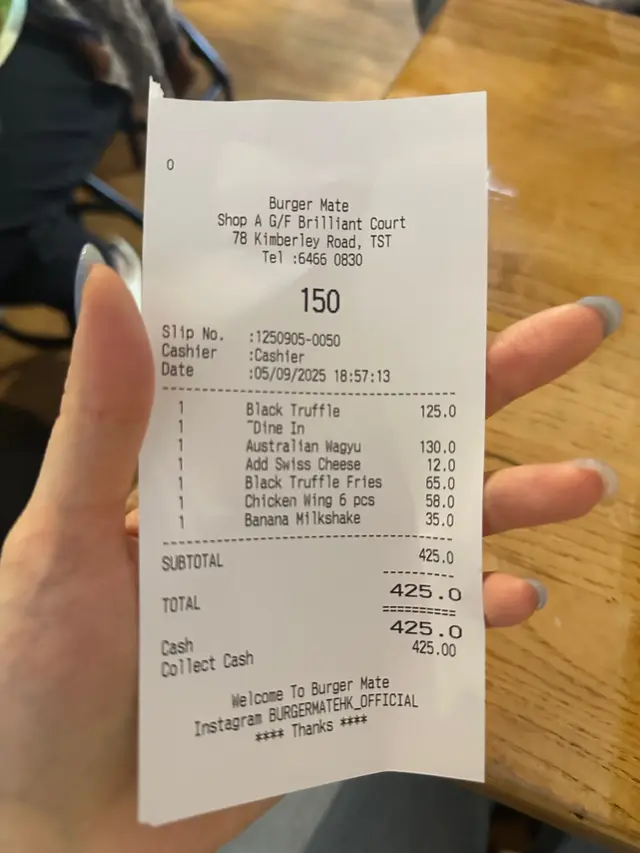 0
Burger Mate
Shop A G/F Brilliant Court
78 Kimberley Road, TST
Tel :6466 0830
150
Slip No. :1250905-0050
Cashier :Cashier
Date :05/09/2025 18:57:13
1 Black Truffle 125.0
1 ~Dine In
1 Australian Wagyu 130.0
1 Add Swiss Cheese 12.0
1 Black Truffle Fries 65.0
1 Chicken Wing 6 pcs 58.0
1 Banana Milkshake 35.0
SUBTOTAL 425.0
TOTAL 425.0
Cash 425.0
Collect Cash 425.00
Welcome To Burger Mate
Instagram BURGERMATEHK_OFFICIAL
**** Thanks ****